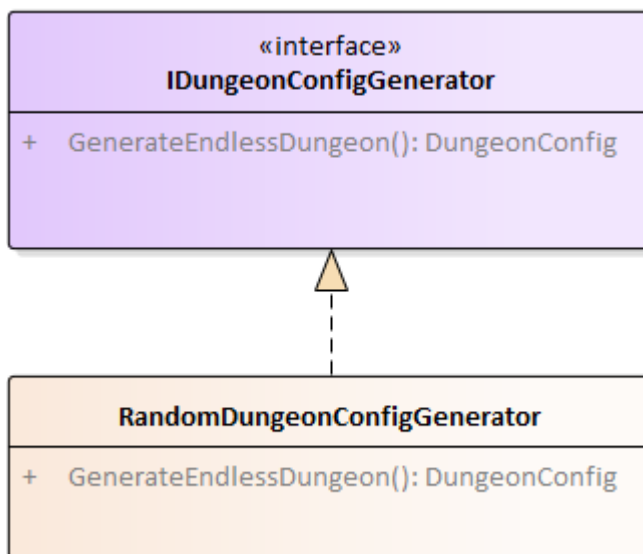 «interface»
IDungeonConfigGenerator
+ GenerateEndlessDungeon(): DungeonConfig
RandomDungeonConfigGenerator
+ GenerateEndlessDungeon(): DungeonConfig